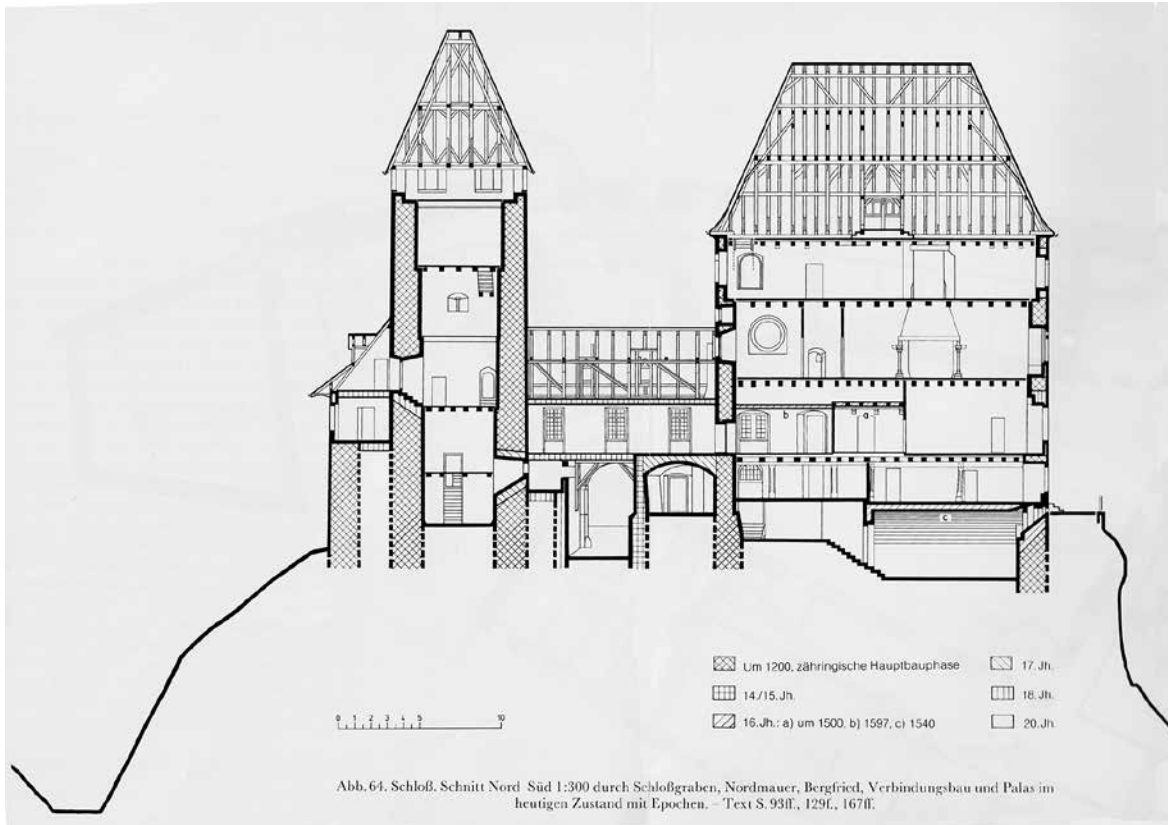 b
a
c
Um 1200, zähringische Hauptbauphase
17. Jh.
14./15. Jh.
18. Jh.
16. Jh.: a) um 1500, b) 1597, c) 1540
20. Jh.
0 1 2 3 4 5 10
Abb. 64. Schloß. Schnitt Nord Süd 1:300 durch Schloßgraben, Nordmauer, Bergfried, Verbindungsbau und Palas im
heutigen Zustand mit Epochen. – Text S. 93ff., 129f., 167ff.